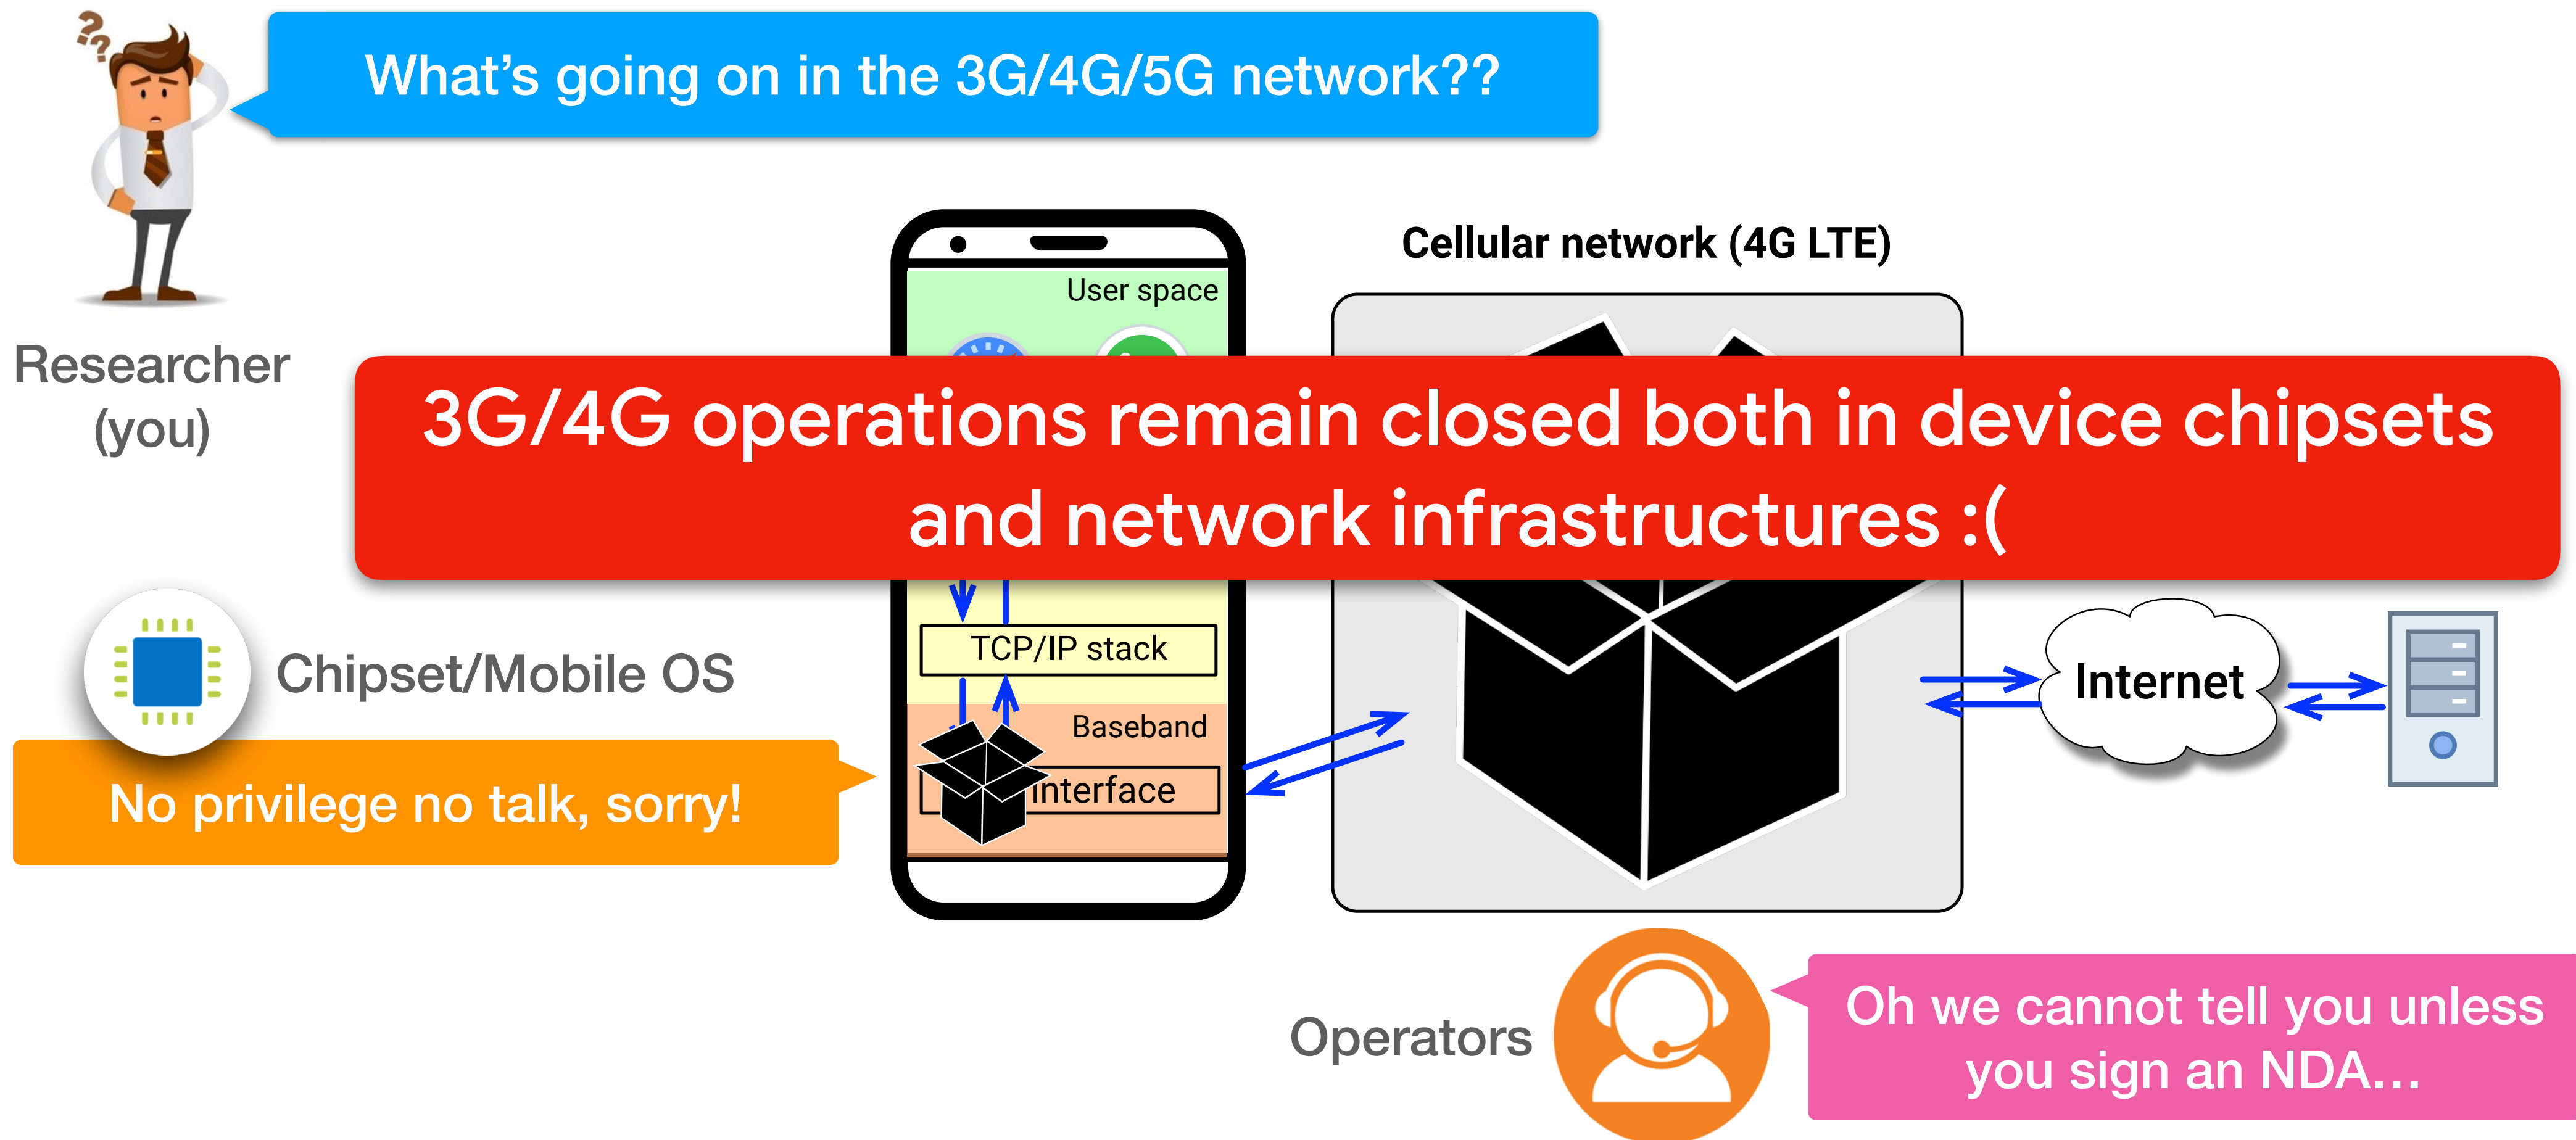 ??
What's going on in the 3G/4G/5G network??
Researcher
(you)
Cellular network (4G LTE)
User space
3G/4G operations remain closed both in device chipsets
and network infrastructures :(
Chipset/Mobile OS
No privilege no talk, sorry!
TCP/IP stack
Baseband
interface
Internet
Operators
Oh we cannot tell you unless
you sign an NDA...